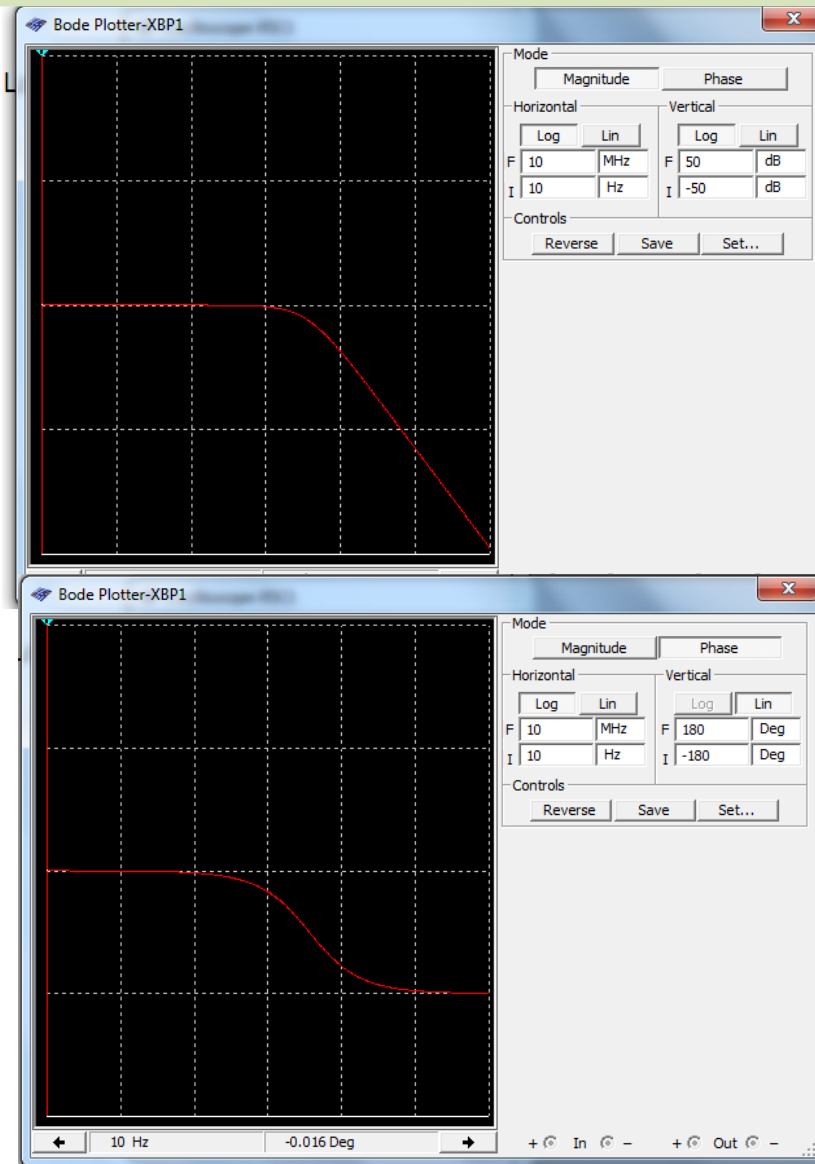 Bode Plotter-XBP1
Mode
Magnitude Phase
Horizontal Vertical
Log Lin Log Lin
F 10 MHz F 50 dB
I 10 Hz I -50 dB
Controls
Reverse Save Set...
Bode Plotter-XBP1
Mode
Magnitude Phase
Horizontal Vertical
Log Lin Log Lin
F 10 MHz F 180 Deg
I 10 Hz I -180 Deg
Controls
Reverse Save Set...
10 Hz -0.016 Deg + In - + Out -